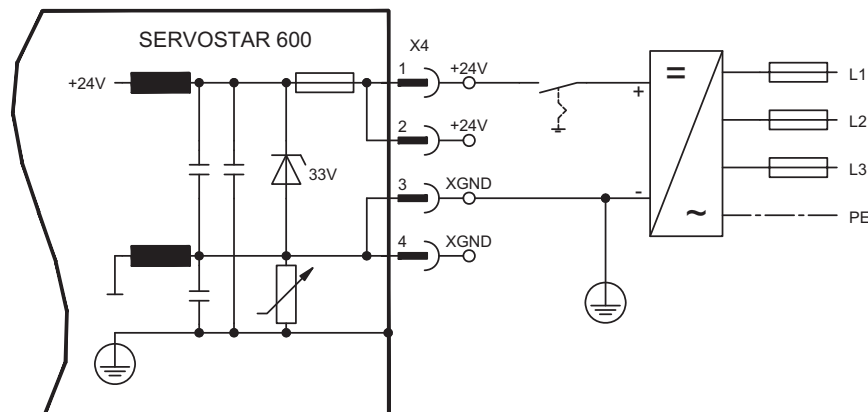 SERVOSTAR 600
X4
+24V
1
+24V
2
+24V
33V
3
XGND
4
XGND
+
-
=
~
L1
L2
L3
PE